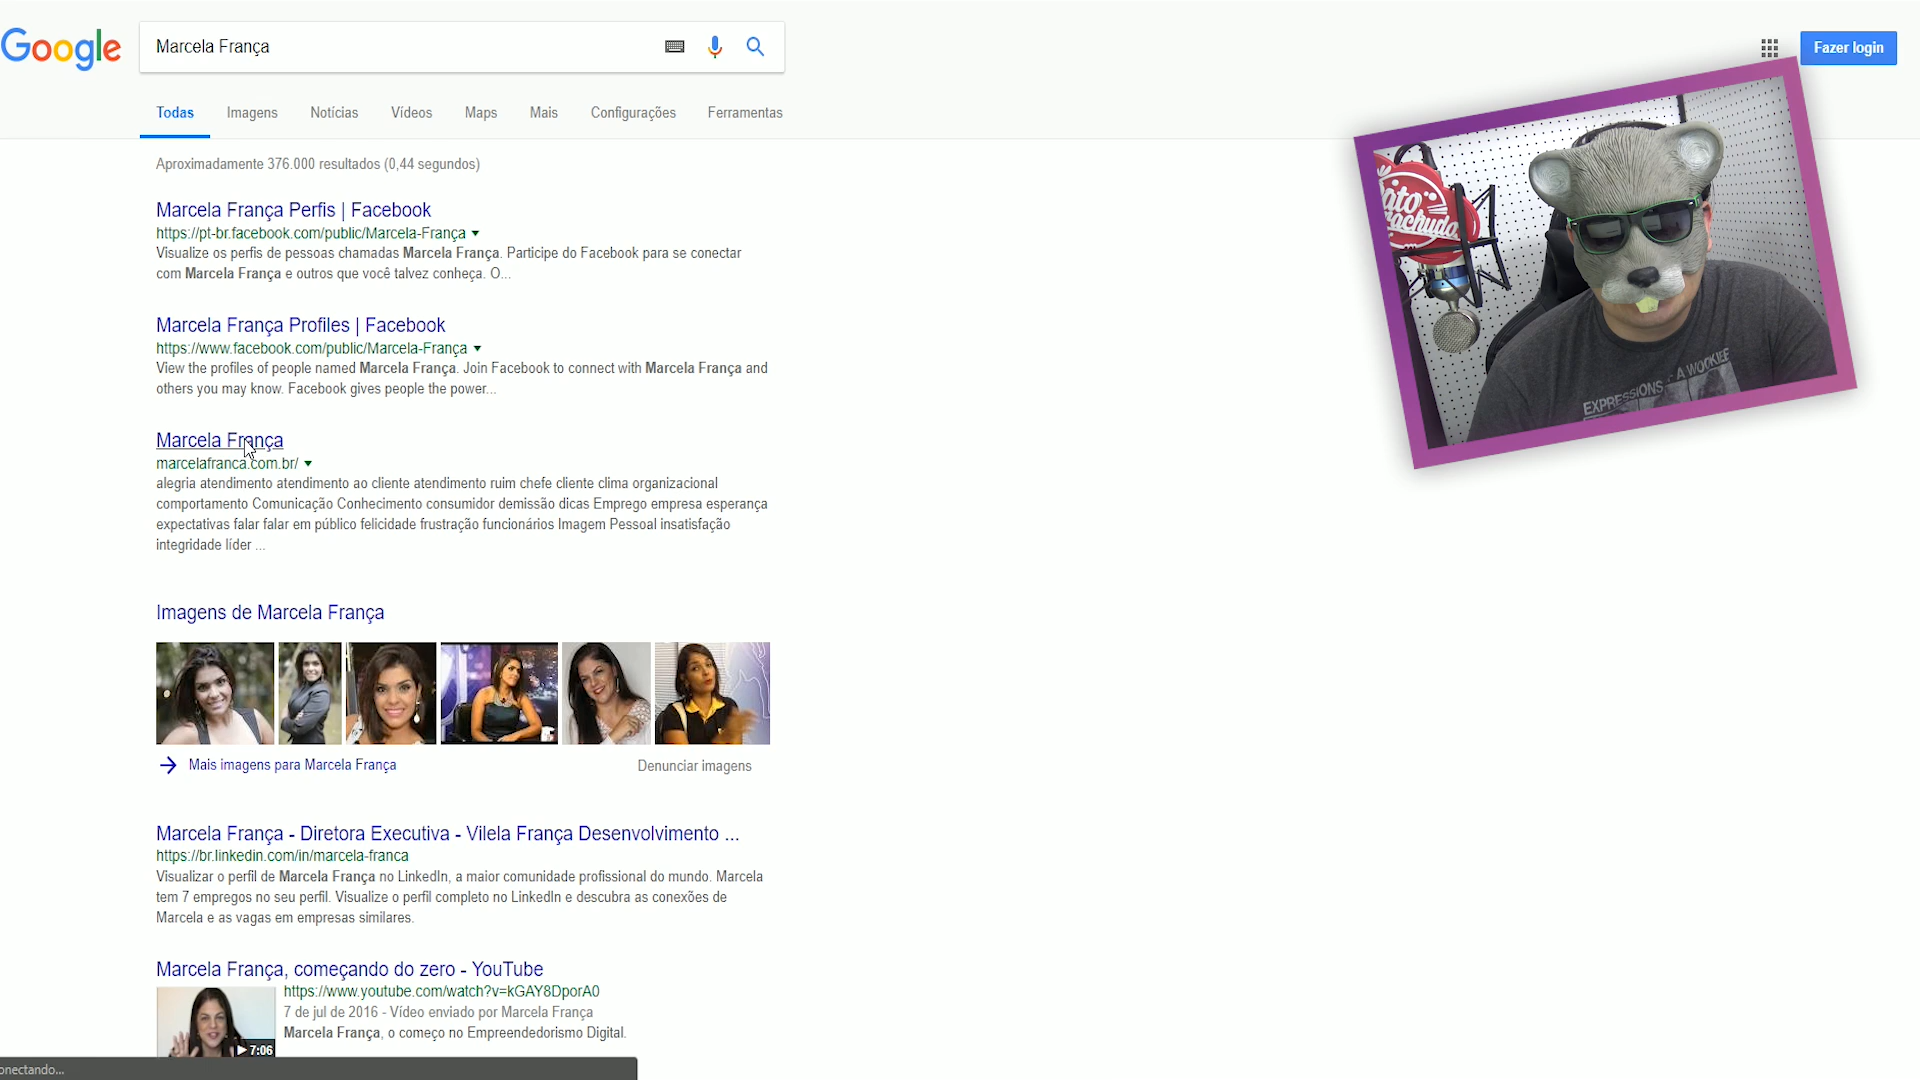 Google
Marcela França
Fazer login
Todas
Imagens
Notícias
Vídeos
Maps
Mais
Configurações
Ferramentas
Aproximadamente 376.000 resultados (0,44 segundos)
Marcela França Perfis | Facebook
https://pt-br.facebook.com/public/Marcela-França
Visualize os perfis de pessoas chamadas Marcela França. Participe do Facebook para se conectar
com Marcela França e outros que você talvez conheça. O...
Marcela França Profiles | Facebook
https://www.facebook.com/public/Marcela-França
View the profiles of people named Marcela França. Join Facebook to connect with Marcela França and
others you may know. Facebook gives people the power...
Marcela França
marcelafranca.com.br/
alegria atendimento atendimento ao cliente atendimento ruim chefe cliente clima organizacional
comportamento Comunicação Conhecimento consumidor demissão dicas Emprego empresa esperança
expectativas falar falar em público felicidade frustração funcionários Imagem Pessoal insatisfação
integridade líder ...
Imagens de Marcela França
Mais imagens para Marcela França
Denunciar imagens
Marcela França - Diretora Executiva - Vilela França Desenvolvimento ...
https://br.linkedin.com/in/marcela-franca
Visualizar o perfil de Marcela França no LinkedIn, a maior comunidade profissional do mundo. Marcela
tem 7 empregos no seu perfil. Visualize o perfil completo no LinkedIn e descubra as conexões de
Marcela e as vagas em empresas similares.
Marcela França, começando do zero - YouTube
https://www.youtube.com/watch?v=kGAY8DporA0
7 de jul de 2016 - Vídeo enviado por Marcela França
Marcela França, o começo no Empreendedorismo Digital.
7:06
onectando...
ato
achudo
EXPRESSIONS A WOOKIEE